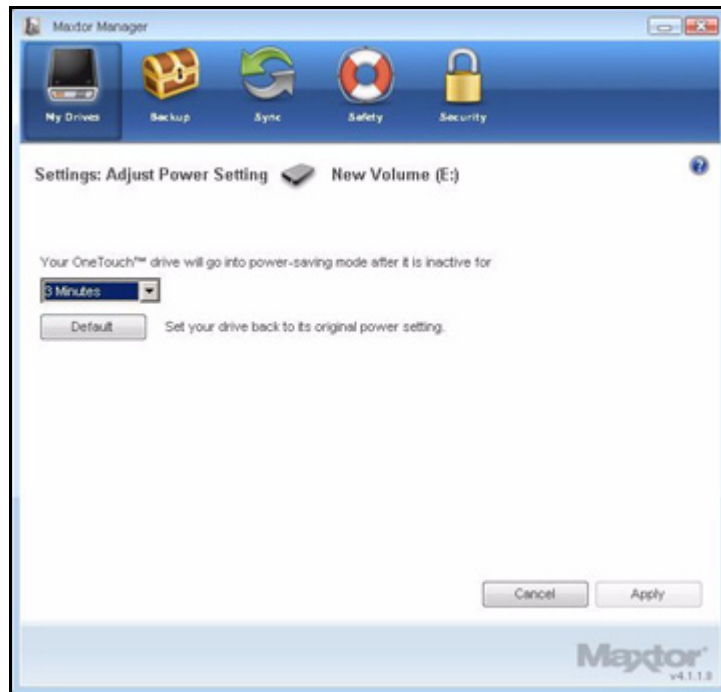 Maxtor Manager
My Drives Backup Sync Safety Security
Settings: Adjust Power Setting New Volume (E:)
Your OneTouch™ drive will go into power-saving mode after it is inactive for
3 Minutes
Default Set your drive back to its original power setting.
Cancel Apply
Maxtor
v4.1.1.8